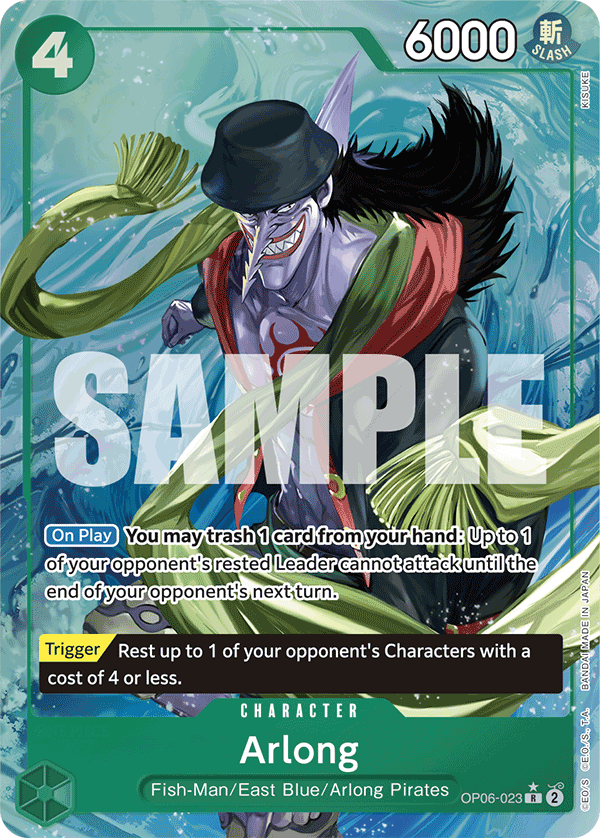 4
6000
斬
SLASH
KISUKE
SAMPLE
On Play You may trash 1 card from your hand: Up to 1
of your opponent's rested Leader cannot attack until the
end of your opponent's next turn.
Trigger Rest up to 1 of your opponent's Characters with a
cost of 4 or less.
©E.O./S., T.A. BANDAI MADE IN JAPAN
©EO/S
CHARACTER
Arlong
Fish-Man/East Blue/Arlong Pirates
OP06-023 R 2